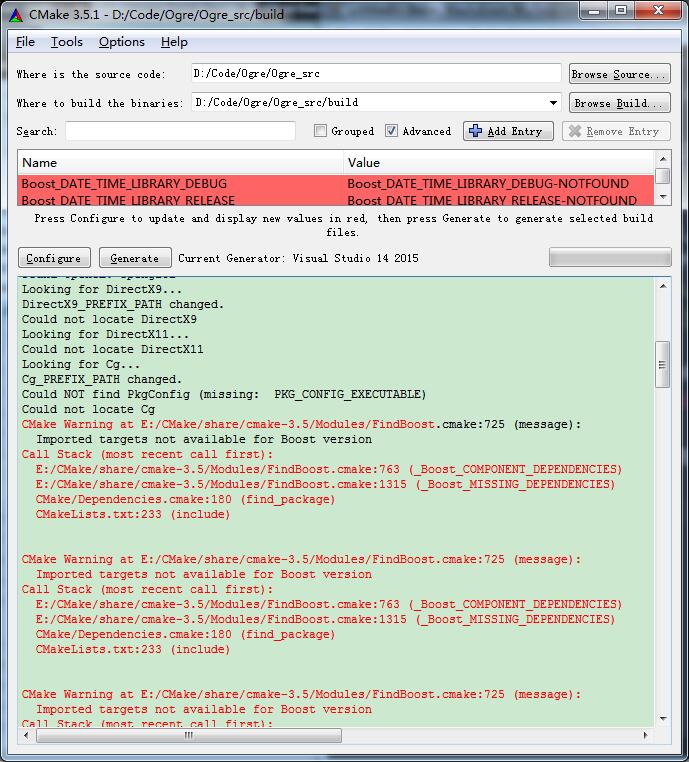 CMake 3.5.1 - D:/Code/Ogre/Ogre_src/build
File Tools Options Help
Where is the source code: D:/Code/Ogre/Ogre_src Browse Source...
Where to build the binaries: D:/Code/Ogre/Ogre_src/build Browse Build...
Search: Grouped Advanced Add Entry Remove Entry
Name Value
Boost_DATE_TIME_LIBRARY_DEBUG Boost_DATE_TIME_LIBRARY_DEBUG-NOTFOUND
Boost_DATE_TIME_LIBRARY_RELEASE Boost_DATE_TIME_LIBRARY_RELEASE-NOTFOUND
Press Configure to update and display new values in red, then press Generate to generate selected build
files.
Configure Generate Current Generator: Visual Studio 14 2015
Looking for DirectX9...
DirectX9_PREFIX_PATH changed.
Could not locate DirectX9
Looking for DirectX11...
Could not locate DirectX11
Looking for Cg...
Cg_PREFIX_PATH changed.
Could NOT find PkgConfig (missing:  PKG_CONFIG_EXECUTABLE)
Could not locate Cg
CMake Warning at E:/CMake/share/cmake-3.5/Modules/FindBoost.cmake:725 (message):
Imported targets not available for Boost version
Call Stack (most recent call first):
E:/CMake/share/cmake-3.5/Modules/FindBoost.cmake:763 (_Boost_COMPONENT_DEPENDENCIES)
E:/CMake/share/cmake-3.5/Modules/FindBoost.cmake:1315 (_Boost_MISSING_DEPENDENCIES)
CMake/Dependencies.cmake:180 (find_package)
CMakeLists.txt:233 (include)
CMake Warning at E:/CMake/share/cmake-3.5/Modules/FindBoost.cmake:725 (message):
Imported targets not available for Boost version
Call Stack (most recent call first):
E:/CMake/share/cmake-3.5/Modules/FindBoost.cmake:763 (_Boost_COMPONENT_DEPENDENCIES)
E:/CMake/share/cmake-3.5/Modules/FindBoost.cmake:1315 (_Boost_MISSING_DEPENDENCIES)
CMake/Dependencies.cmake:180 (find_package)
CMakeLists.txt:233 (include)
CMake Warning at E:/CMake/share/cmake-3.5/Modules/FindBoost.cmake:725 (message):
Imported targets not available for Boost version
Call Stack (most recent call first):